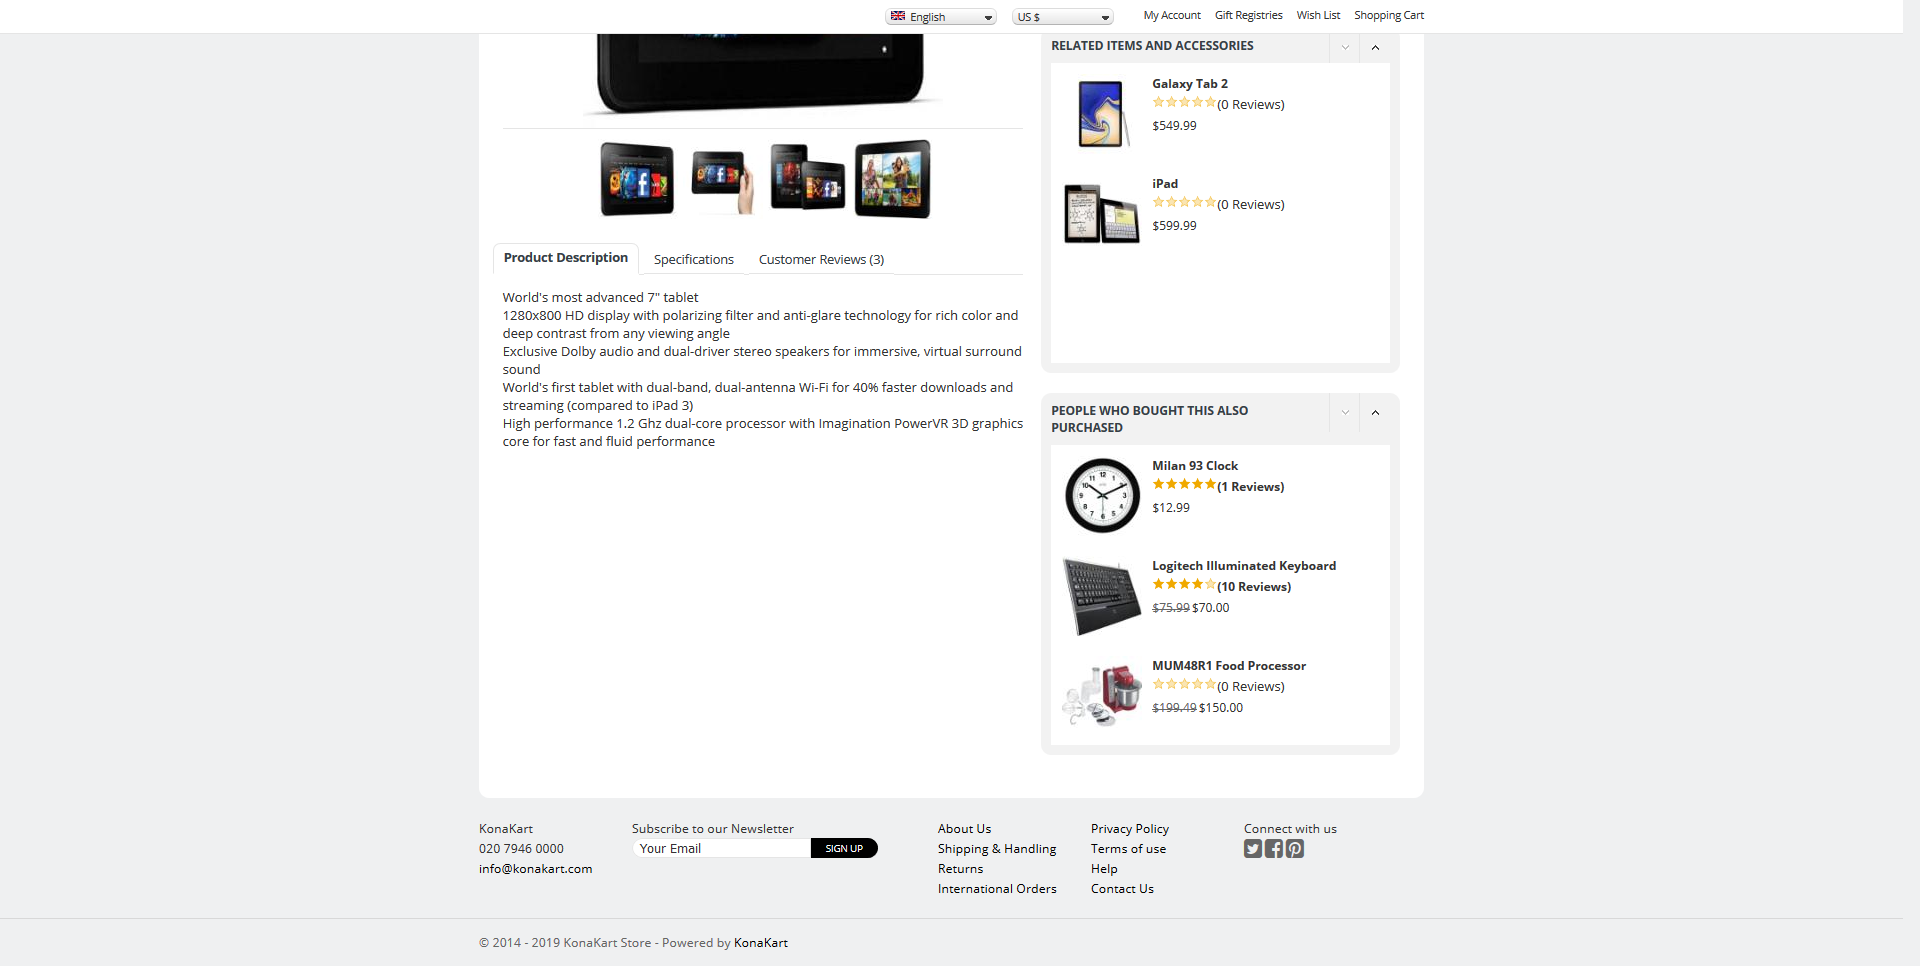 English
US $
My Account
Gift Registries
Wish List
Shopping Cart
RELATED ITEMS AND ACCESSORIES
Galaxy Tab 2
(0 Reviews)
$549.99
iPad
(0 Reviews)
$599.99
Product Description
Specifications
Customer Reviews (3)
World's most advanced 7" tablet
1280x800 HD display with polarizing filter and anti-glare technology for rich color and
deep contrast from any viewing angle
Exclusive Dolby audio and dual-driver stereo speakers for immersive, virtual surround
sound
World's first tablet with dual-band, dual-antenna Wi-Fi for 40% faster downloads and
streaming (compared to iPad 3)
High performance 1.2 Ghz dual-core processor with Imagination PowerVR 3D graphics
core for fast and fluid performance
PEOPLE WHO BOUGHT THIS ALSO
PURCHASED
Milan 93 Clock
(1 Reviews)
$12.99
Logitech Illuminated Keyboard
(10 Reviews)
$75.99 $70.00
MUM48R1 Food Processor
(0 Reviews)
$199.49 $150.00
KonaKart
020 7946 0000
info@konakart.com
Subscribe to our Newsletter
Your Email
SIGN UP
About Us
Shipping & Handling
Returns
International Orders
Privacy Policy
Terms of use
Help
Contact Us
Connect with us
© 2014 - 2019 KonaKart Store - Powered by KonaKart